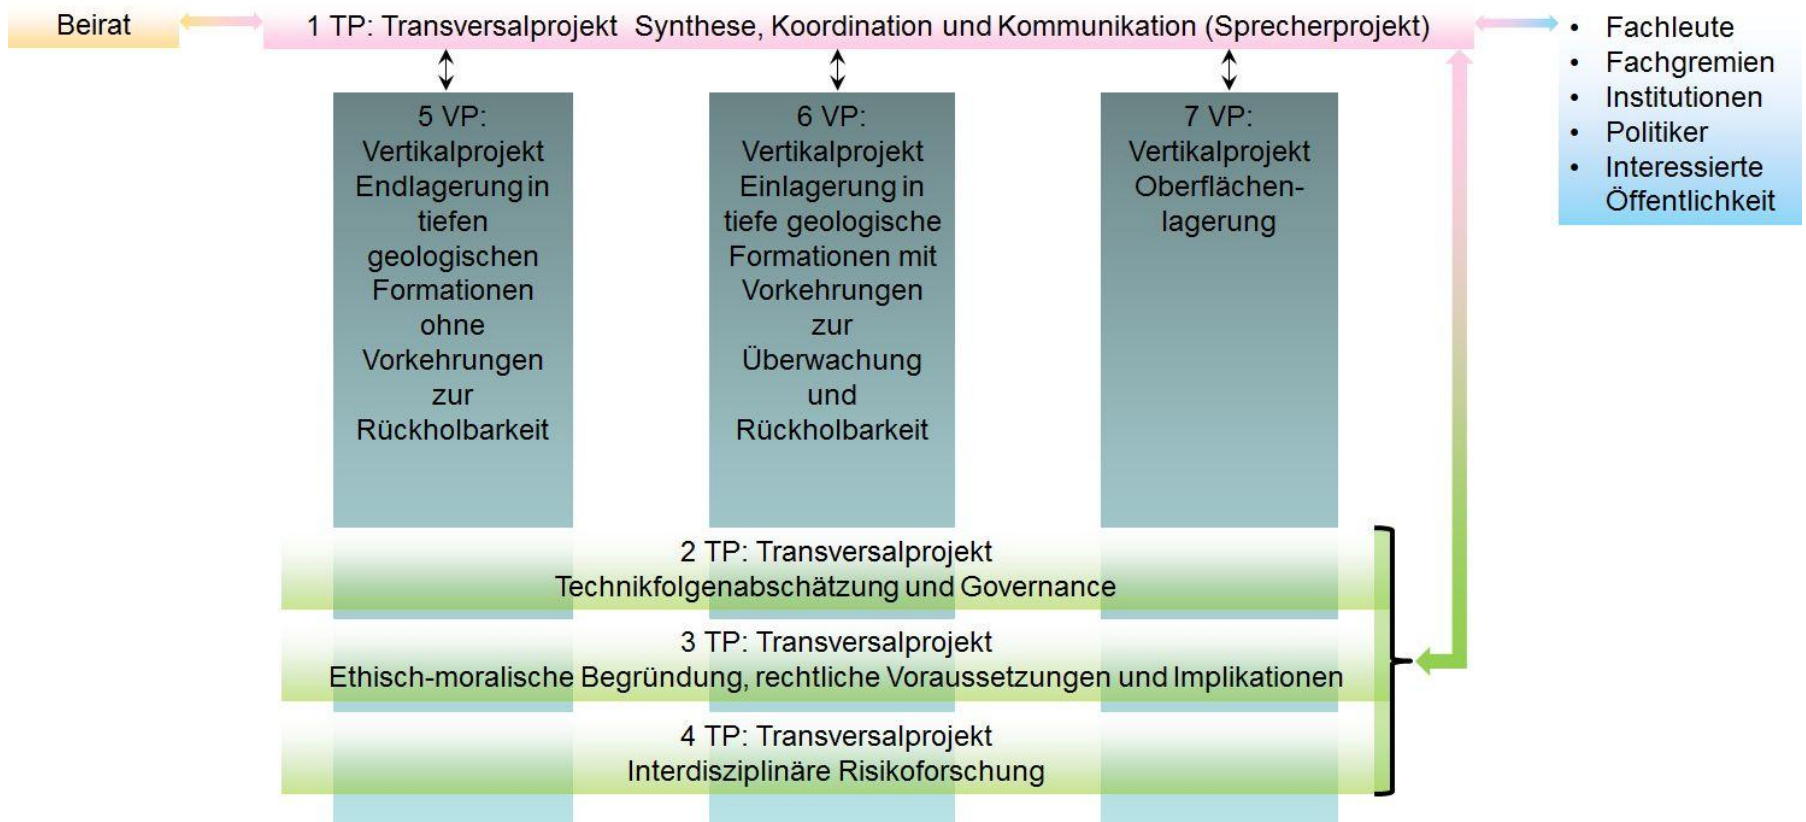 Beirat
1 TP: Transversalprojekt Synthese, Koordination und Kommunikation (Sprecherprojekt)
• Fachleute
• Fachgremien
• Institutionen
• Politiker
• Interessierte
Öffentlichkeit
5 VP:
Vertikalprojekt
Endlagerung in
tiefen
geologischen
Formationen
ohne
Vorkehrungen
zur
Rückholbarkeit
6 VP:
Vertikalprojekt
Einlagerung in
tiefe geologische
Formationen mit
Vorkehrungen
zur
Überwachung
und
Rückholbarkeit
7 VP:
Vertikalprojekt
Oberflächen-
lagerung
2 TP: Transversalprojekt
Technikfolgenabschätzung und Governance
3 TP: Transversalprojekt
Ethisch-moralische Begründung, rechtliche Voraussetzungen und Implikationen
4 TP: Transversalprojekt
Interdisziplinäre Risikoforschung